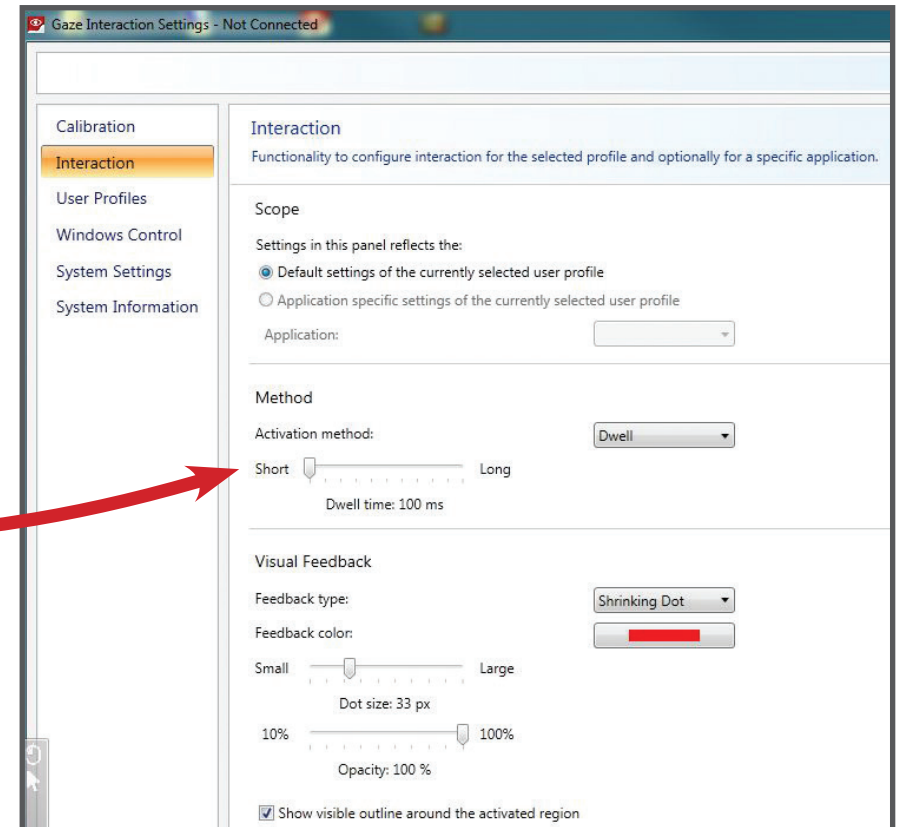 Gaze Interaction Settings - Not Connected
Calibration
Interaction
User Profiles
Windows Control
System Settings
System Information
Interaction
Functionality to configure interaction for the selected profile and optionally for a specific application.
Scope
Settings in this panel reflects the:
Default settings of the currently selected user profile
Application specific settings of the currently selected user profile
Application:
Method
Activation method: Dwell
Short Long
Dwell time: 100 ms
Visual Feedback
Feedback type: Shrinking Dot
Feedback color:
Small Large
Dot size: 33 px
10% 100%
Opacity: 100 %
Show visible outline around the activated region